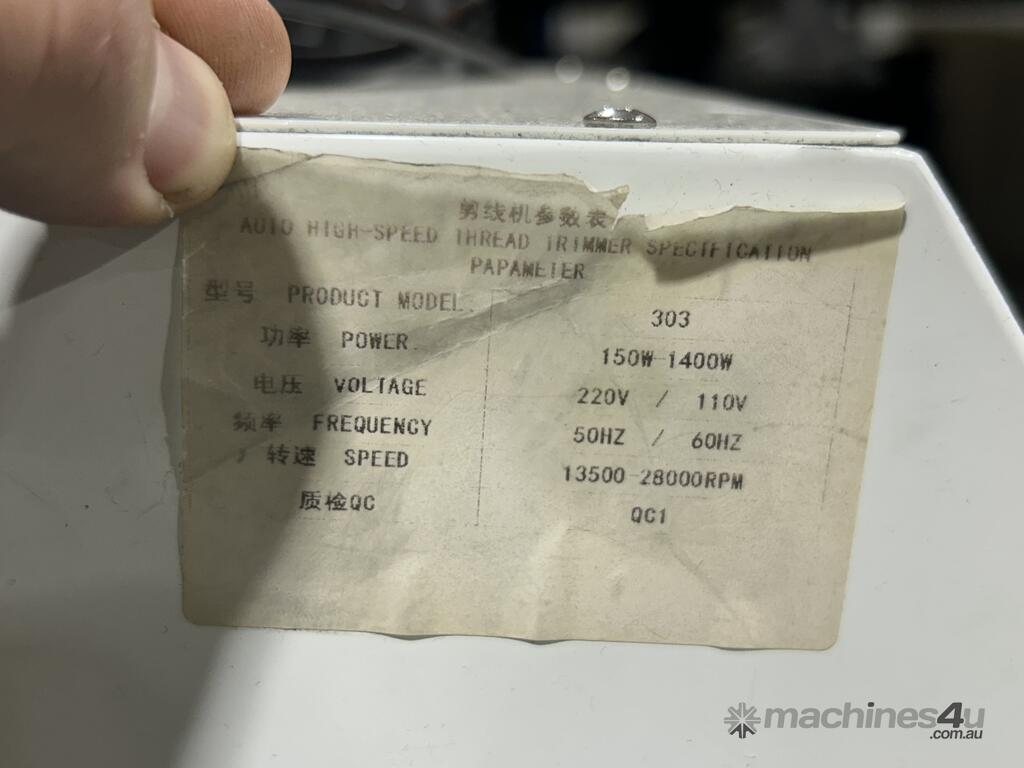 剪线机参数表
AUTO HIGH-SPEED THREAD TRIMMER SPECIFICATION
PAPAMETER
型号 PRODUCT MODEL 303
功率 POWER 150W-1400W
电压 VOLTAGE 220V / 110V
频率 FREQUENCY 50HZ / 60HZ
转速 SPEED 13500-28000RPM
质检QC QC1
machines4u
.com.au